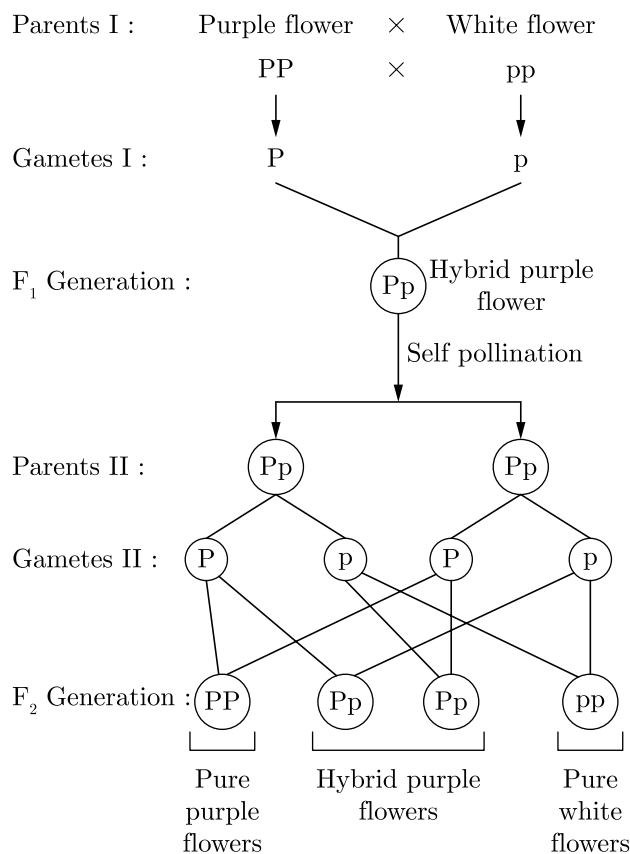 Parents I : Purple flower × White flower
PP × pp
Gametes I : P p
F₁ Generation : Pp Hybrid purple
flower
Self pollination
Parents II : Pp Pp
Gametes II : P p P p
F₂ Generation : PP Pp Pp pp
Pure Hybrid purple Pure
purple flowers white
flowers flowers